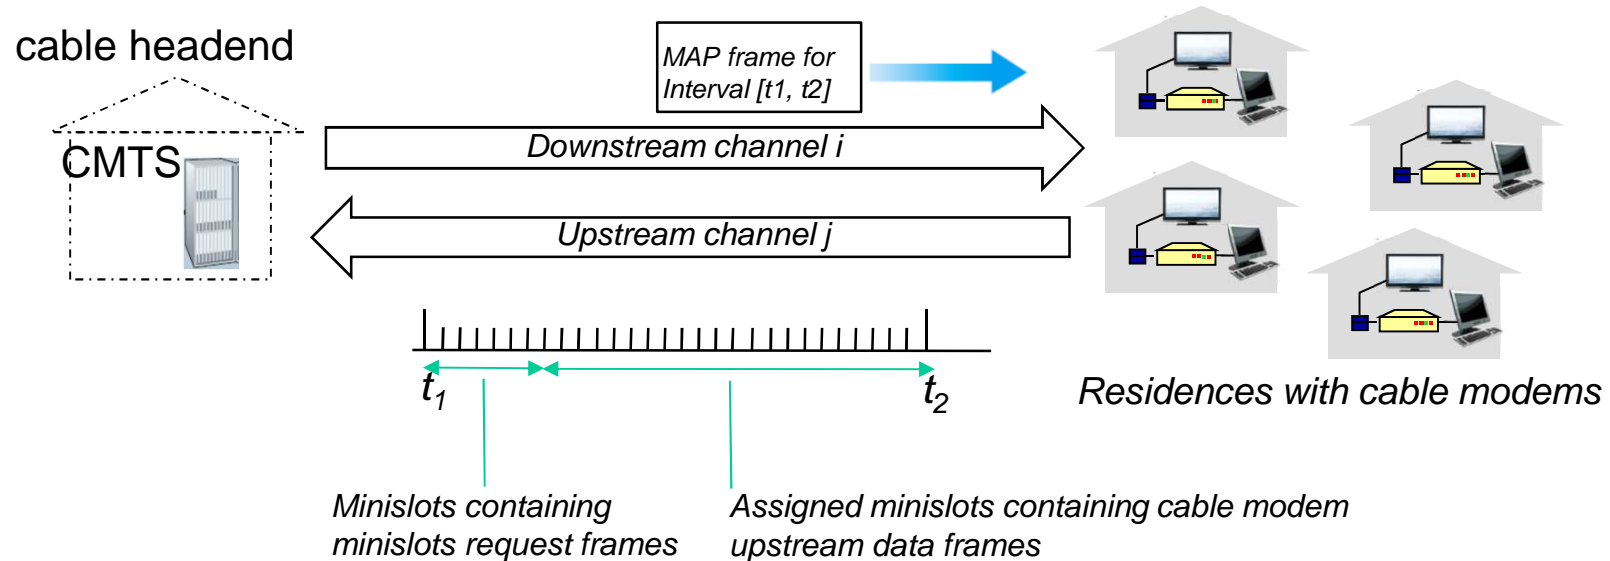 cable headend
MAP frame for
Interval [t1, t2]
CMTS
Downstream channel i
Upstream channel j
t1
t2
Residences with cable modems
Minislots containing
minislots request frames
Assigned minislots containing cable modem
upstream data frames